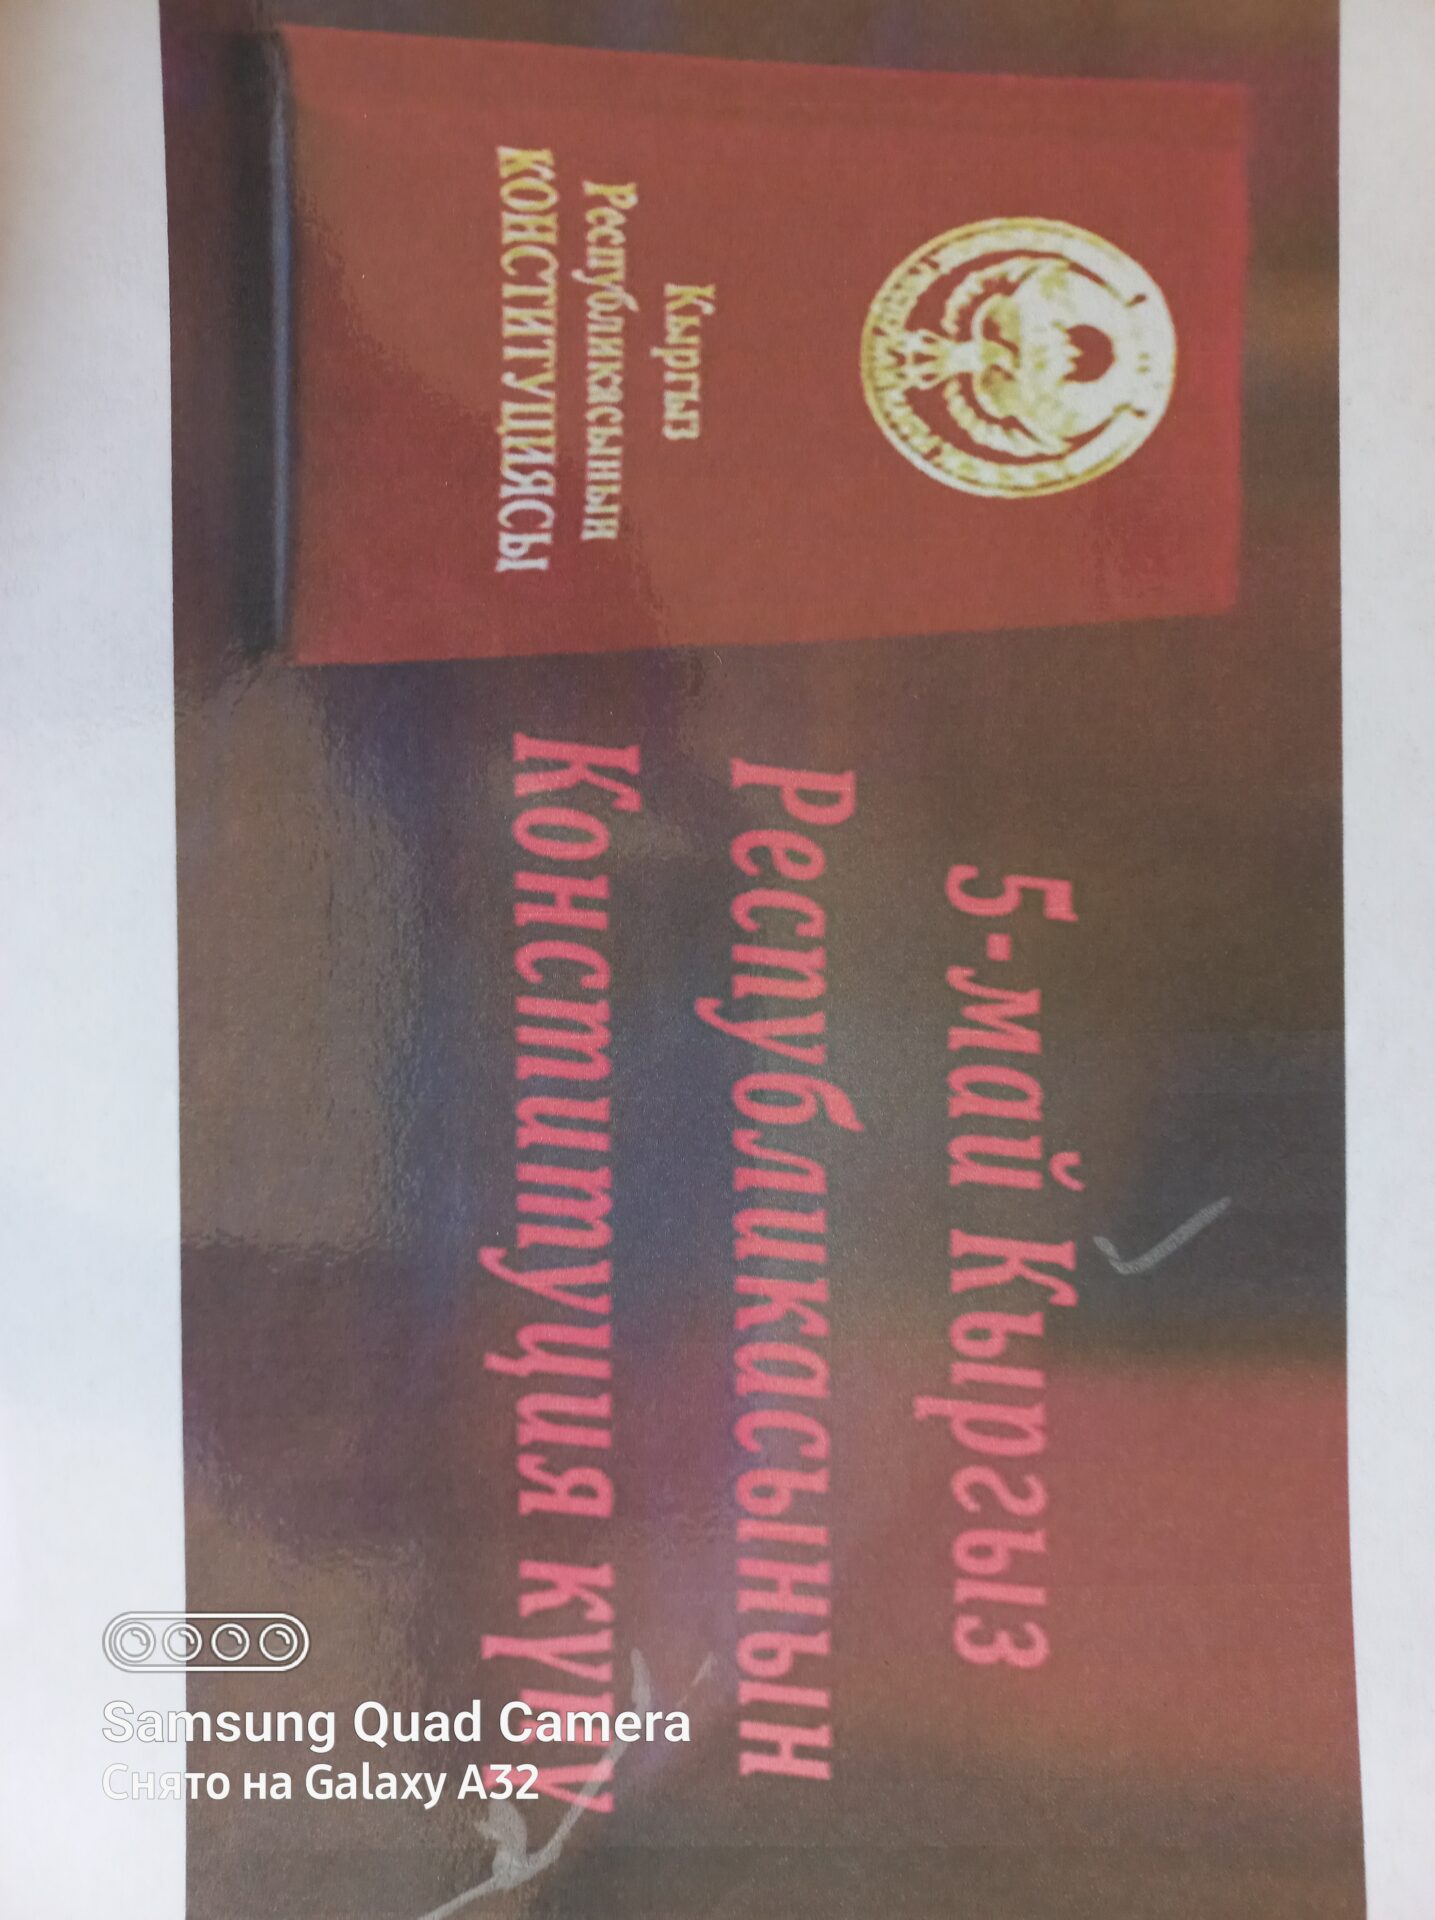 Кыргыз
Республикасынын
КОНСТИТУЦИЯСЫ
5-май Кыргыз
Республикасынын
Конституция күнү
Samsung Quad Camera
Снято на Galaxy A32